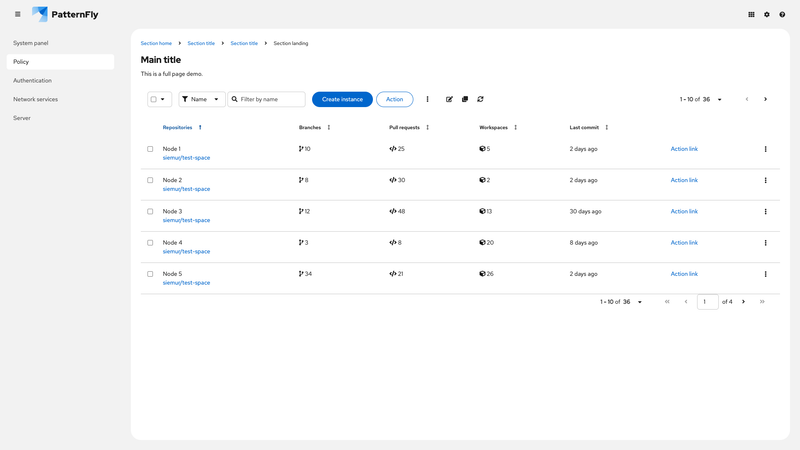 PatternFly
System panel
Policy
Authentication
Network services
Server
Section home Section title Section title Section landing
Main title
This is a full page demo.
Name Filter by name Create instance Action 1 - 10 of 36
Repositories Branches Pull requests Workspaces Last commit
Node 1 10 25 5 2 days ago Action link
siemur/test-space
Node 2 8 30 2 2 days ago Action link
siemur/test-space
Node 3 12 48 13 30 days ago Action link
siemur/test-space
Node 4 3 8 20 8 days ago Action link
siemur/test-space
Node 5 34 21 26 2 days ago Action link
siemur/test-space
1 - 10 of 36 1 of 4